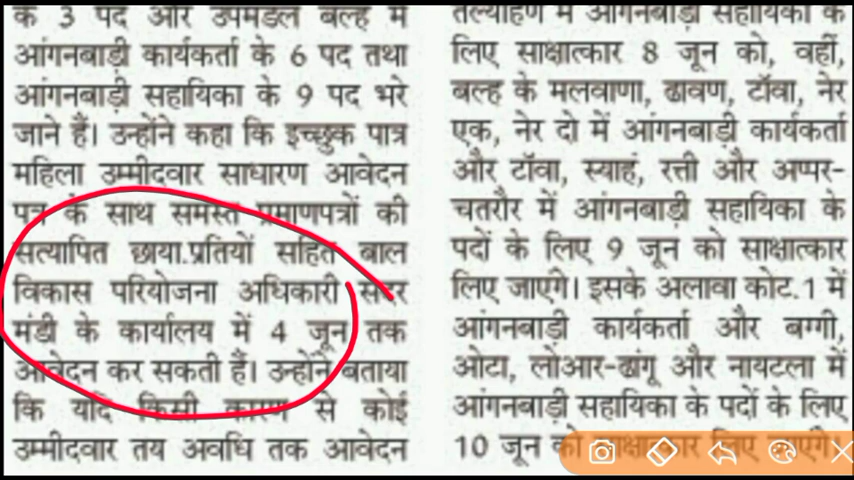 के 3 पद और उपमंडल बल्ह में
आंगनबाड़ी कार्यकर्ता के 6 पद तथा
आंगनबाड़ी सहायिका के 9 पद भरे
जाने हैं। उन्होंने कहा कि इच्छुक पात्र
महिला उम्मीदवार साधारण आवेदन
पत्र के साथ समस्त प्रमाणपत्रों की
सत्यापित छाया.प्रतियों सहित बाल
विकास परियोजना अधिकारी सदर
मंडी के कार्यालय में 4 जून तक
आवेदन कर सकती हैं। उन्होंने बताया
कि यदि किसी कारण से कोई
उम्मीदवार तय अवधि तक आवेदन
तल्याहण में आंगनबाड़ी सहायिका के
लिए साक्षात्कार 8 जून को, वहीं,
बल्ह के मलवाणा, ढावण, टॉवा, नेर
एक, नेर दो में आंगनबाड़ी कार्यकर्ता
और टॉवा, स्याहं, रत्ती और अप्पर-
चतरौर में आंगनबाड़ी सहायिका के
पदों के लिए 9 जून को साक्षात्कार
लिए जाएंगे। इसके अलावा कोट.1 में
आंगनबाड़ी कार्यकर्ता और बग्गी,
ओटा, लोआर-ढांगू और नायटला में
आंगनबाड़ी सहायिका के पदों के लिए
10 जून को साक्षात्कार लिए जाएंगे।